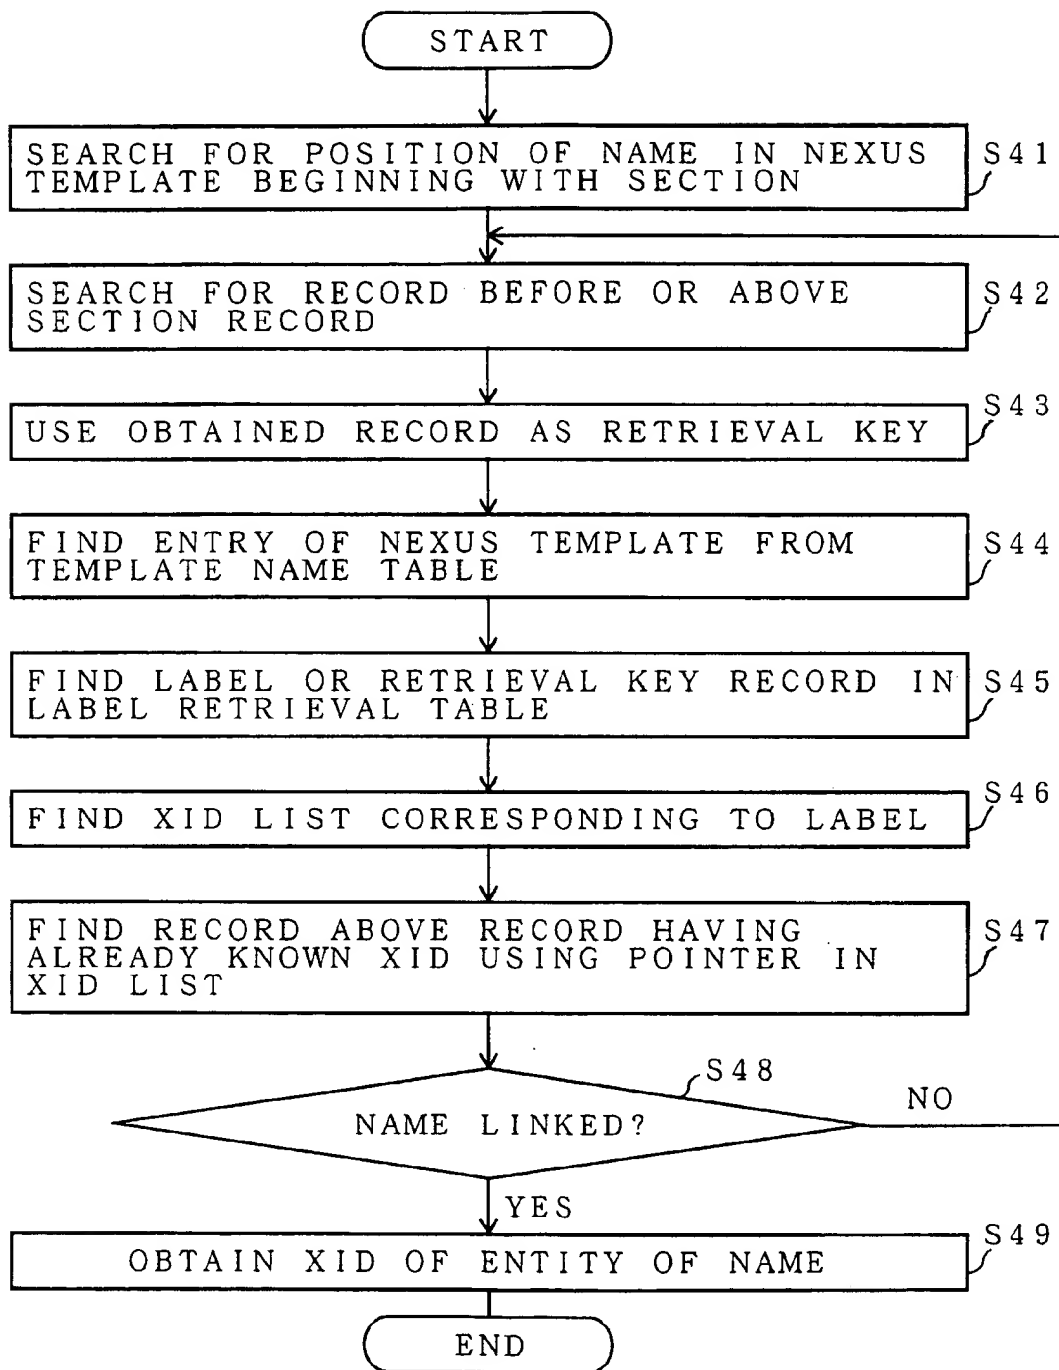 START
SEARCH FOR POSITION OF NAME IN NEXUS
TEMPLATE BEGINNING WITH SECTION
S41
SEARCH FOR RECORD BEFORE OR ABOVE
SECTION RECORD
S42
USE OBTAINED RECORD AS RETRIEVAL KEY
S43
FIND ENTRY OF NEXUS TEMPLATE FROM
TEMPLATE NAME TABLE
S44
FIND LABEL OR RETRIEVAL KEY RECORD IN
LABEL RETRIEVAL TABLE
S45
FIND XID LIST CORRESPONDING TO LABEL
S46
FIND RECORD ABOVE RECORD HAVING
ALREADY KNOWN XID USING POINTER IN
XID LIST
S47
S48
NAME LINKED?
NO
YES
OBTAIN XID OF ENTITY OF NAME
S49
END